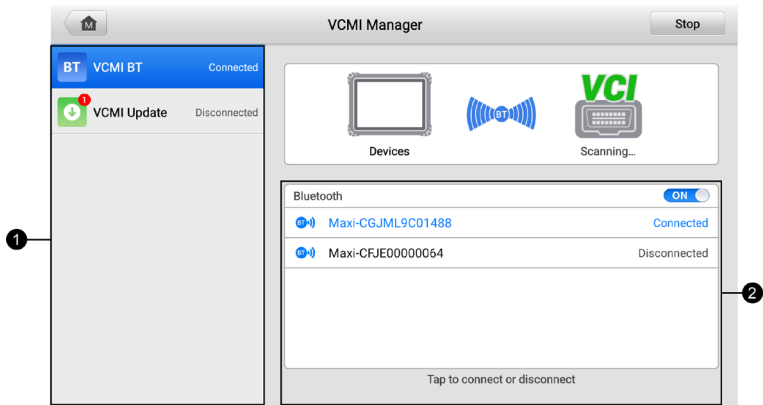 M
VCMI Manager
Stop
BT VCMI BT Connected
1
VCMI Update Disconnected
BT
VCI
Devices
Scanning...
Bluetooth ON
BT Maxi-CGJML9C01488 Connected
BT Maxi-CFJE00000064 Disconnected
Tap to connect or disconnect
1
2